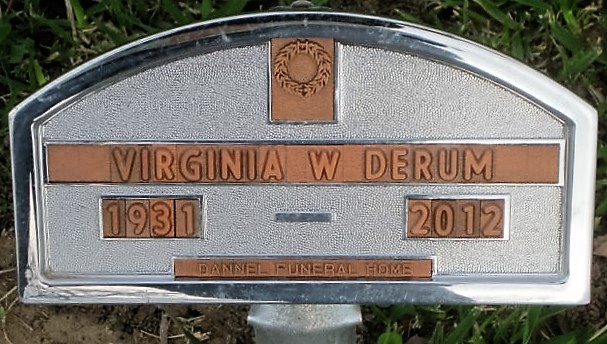 VIRGINIA W DERUM
1931 - 2012
DANNEL FUNERAL HOME